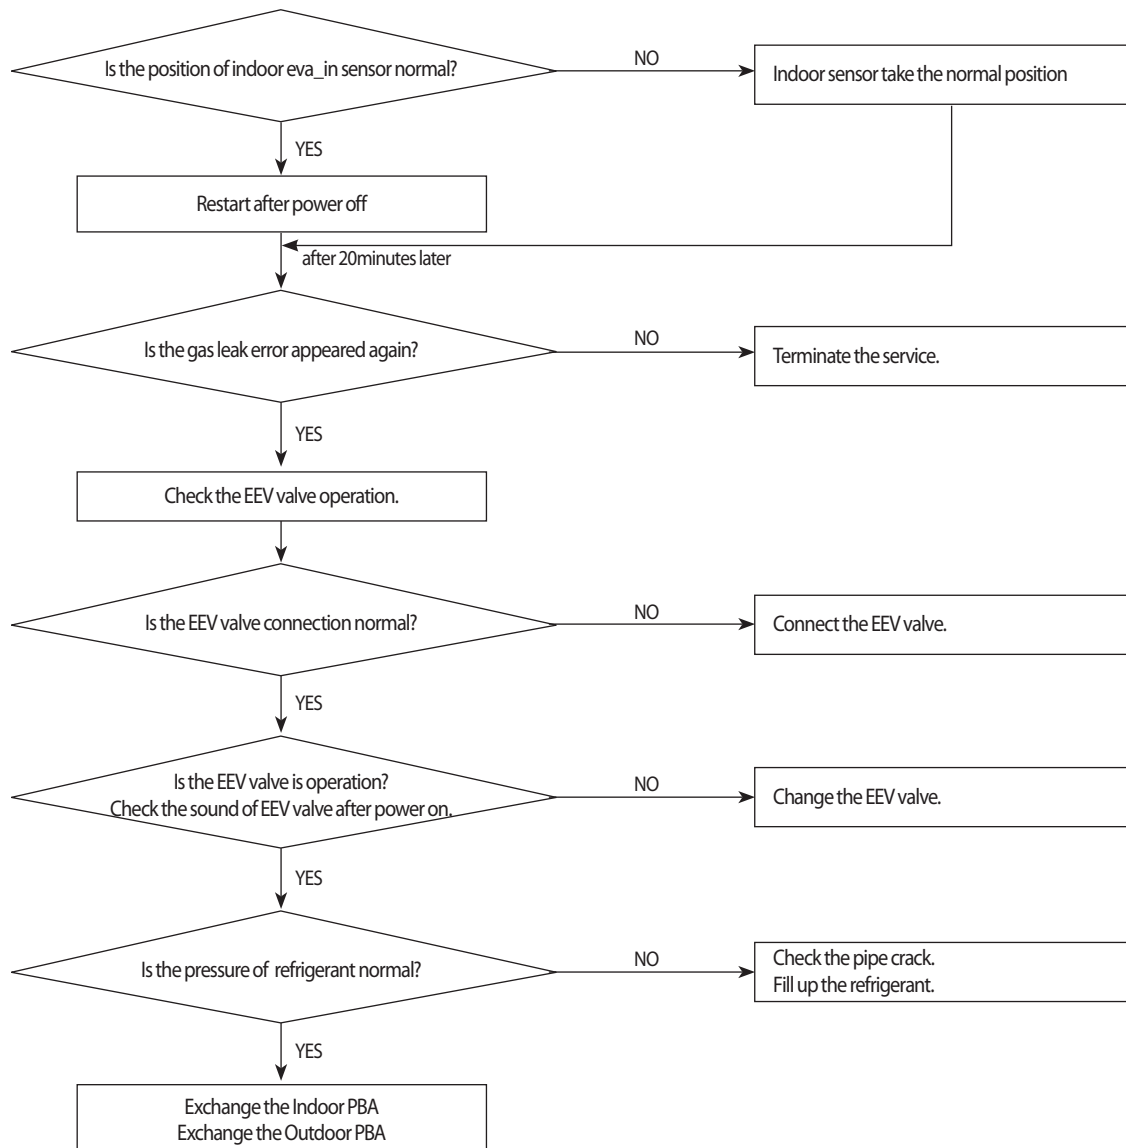 Is the position of indoor eva_in sensor normal?
NO
Indoor sensor take the normal position
YES
Restart after power off
after 20minutes later
Is the gas leak error appeared again?
NO
Terminate the service.
YES
Check the EEV valve operation.
Is the EEV valve connection normal?
NO
Connect the EEV valve.
YES
Is the EEV valve is operation?
Check the sound of EEV valve after power on.
NO
Change the EEV valve.
YES
Is the pressure of refrigerant normal?
NO
Check the pipe crack.
Fill up the refrigerant.
YES
Exchange the Indoor PBA
Exchange the Outdoor PBA